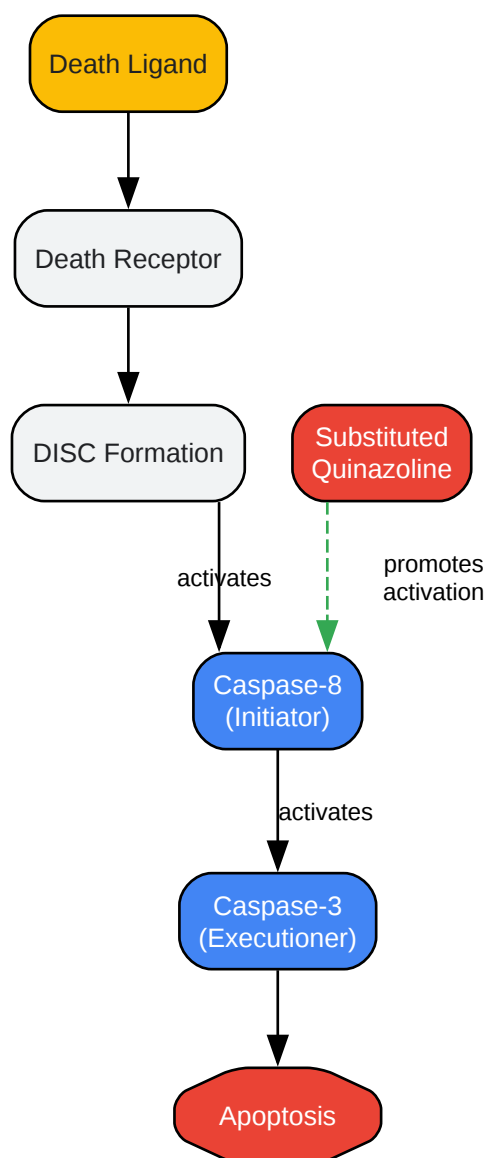 Death Ligand
Death Receptor
DISC Formation
Substituted
Quinazoline
activates
promotes
activation
Caspase-8
(Initiator)
activates
Caspase-3
(Executioner)
Apoptosis